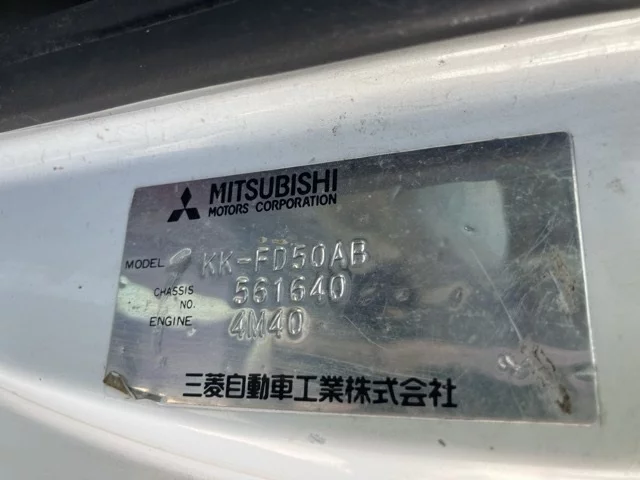 MITSUBISHI
MOTORS CORPORATION
MODEL KK-FD50AB
CHASSIS NO. 561640
ENGINE 4M40
三菱自動車工業株式会社